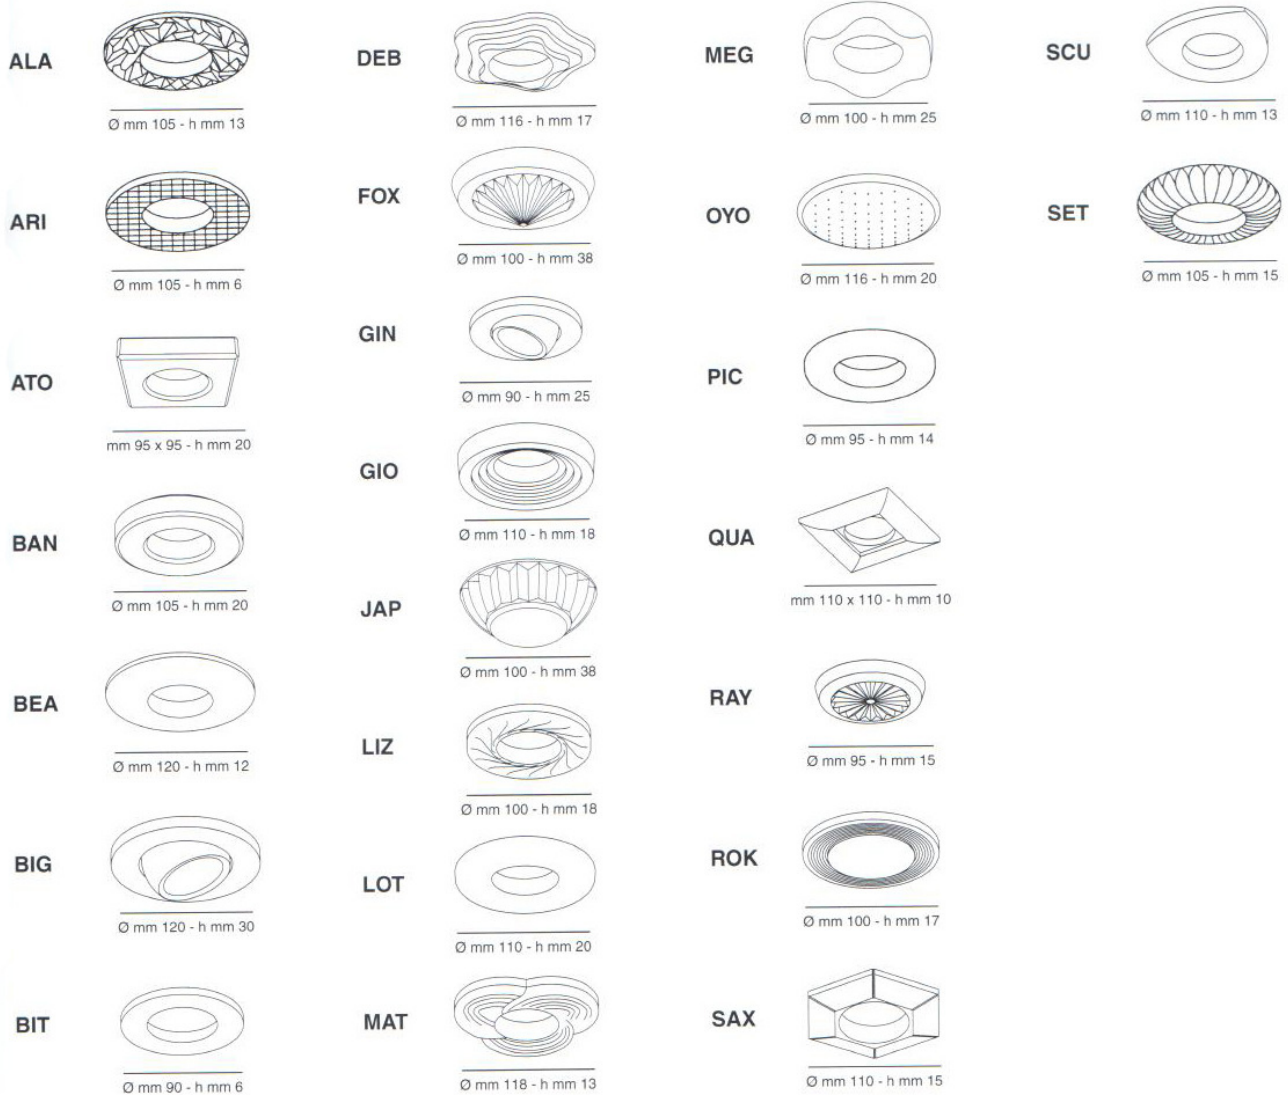 ALA
Ø mm 105 - h mm 13
ARI
Ø mm 105 - h mm 6
ATO
mm 95 x 95 - h mm 20
BAN
Ø mm 105 - h mm 20
BEA
Ø mm 120 - h mm 12
BIG
Ø mm 120 - h mm 30
BIT
Ø mm 90 - h mm 6
DEB
Ø mm 116 - h mm 17
FOX
Ø mm 100 - h mm 38
GIN
Ø mm 90 - h mm 25
GIO
Ø mm 110 - h mm 18
JAP
Ø mm 100 - h mm 38
LIZ
Ø mm 100 - h mm 18
LOT
Ø mm 110 - h mm 20
MAT
Ø mm 118 - h mm 13
MEG
Ø mm 100 - h mm 25
OYO
Ø mm 116 - h mm 20
PIC
Ø mm 95 - h mm 14
QUA
mm 110 x 110 - h mm 10
RAY
Ø mm 95 - h mm 15
ROK
Ø mm 100 - h mm 17
SAX
Ø mm 110 - h mm 15
SCU
Ø mm 110 - h mm 13
SET
Ø mm 105 - h mm 15